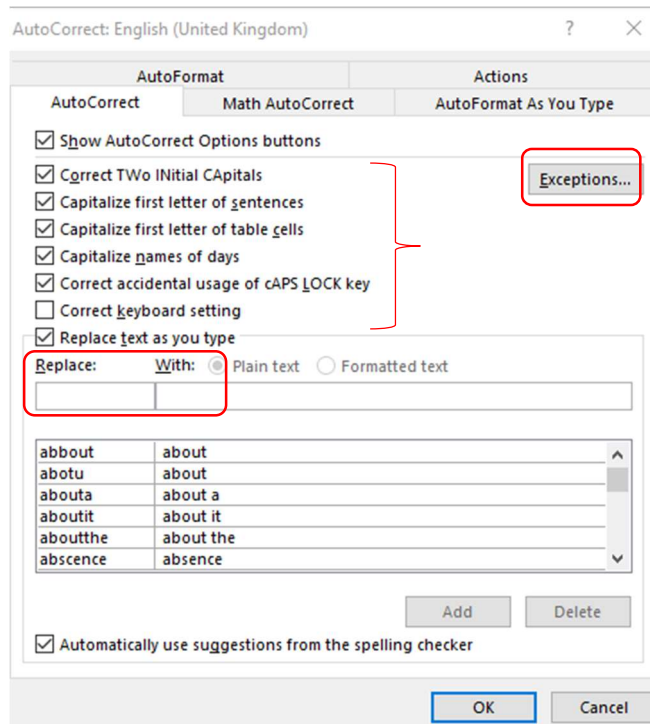 AutoCorrect: English (United Kingdom) ? ×
AutoFormat Actions
AutoCorrect Math AutoCorrect AutoFormat As You Type
Show AutoCorrect Options buttons
Correct TWo INitial CApitals
Exceptions...
Capitalize first letter of sentences
Capitalize first letter of table cells
Capitalize names of days
Correct accidental usage of cAPS LOCK key
Correct keyboard setting
Replace text as you type
Replace: With: Plain text Formatted text
abbout about
abotu about
abouta about a
aboutit about it
aboutthe about the
abscence absence
Add Delete
Automatically use suggestions from the spelling checker
OK Cancel